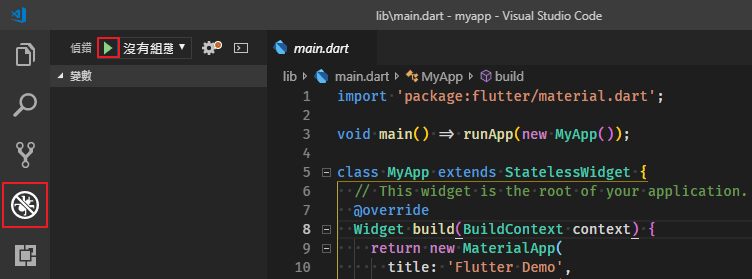 lib\main.dart - myapp - Visual Studio Code
偵錯 沒有組態
main.dart
變數
lib main.dart MyApp build
1 import 'package:flutter/material.dart';
2
3 void main() => runApp(new MyApp());
4
5 class MyApp extends StatelessWidget {
6 // This widget is the root of your application.
7 @override
8 Widget build(BuildContext context) {
9 return new MaterialApp(
10 title: 'Flutter Demo',